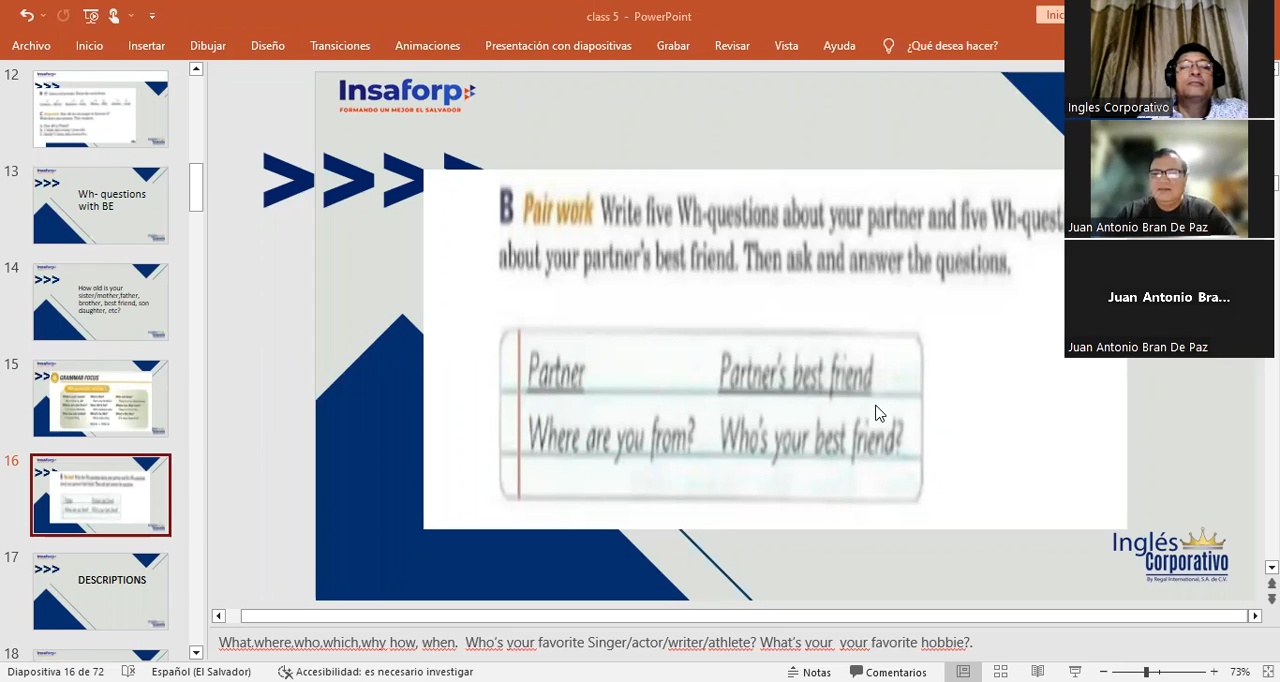 class 5 - PowerPoint
Inic
Archivo Inicio Insertar Dibujar Diseño Transiciones Animaciones Presentación con diapositivas Grabar Revisar Vista Ayuda ¿Qué desea hacer?
12
13
Wh- questions
with BE
14
How old is your
sister/mother,father,
brother, best friend, son
daughter, etc?
15
GRAMMAR FOCUS
16
17
DESCRIPTIONS
18
Insaforp
FORMANDO UN MEJOR EL SALVADOR
B Pair work Write five Wh-questions about your partner and five Wh-quest
about your partner's best friend. Then ask and answer the questions.
Partner Partner's best friend
Where are you from? Who's your best friend?
Inglés
Corporativo
By Regal International, S.A. de C.V.
Ingles Corporativo
Juan Antonio Bran De Paz
Juan Antonio Bra...
Juan Antonio Bran De Paz
What,where,who,which,why how, when. Who's your favorite Singer/actor/writer/athlete? What's your your favorite hobbie?.
Diapositiva 16 de 72 Español (El Salvador) Accesibilidad: es necesario investigar Notas Comentarios 73%